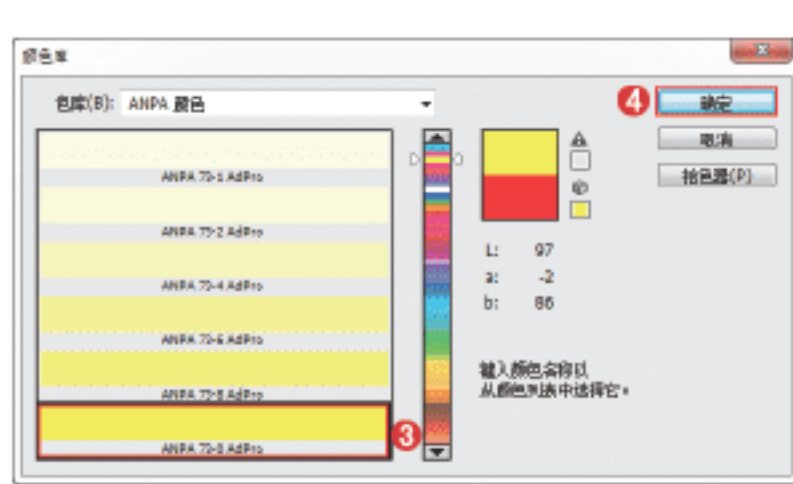 颜色库
色库(B): ANPA 颜色
4 确定
取消
拾色器(P)
ANPA 73-1 AdPro
ANPA 73-2 AdPro
ANPA 73-4 AdPro
ANPA 73-6 AdPro
ANPA 73-8 AdPro
ANPA 73-0 AdPro
3
L: 97
a: -2
b: 86
输入颜色名称以
从颜色列表中选择它。